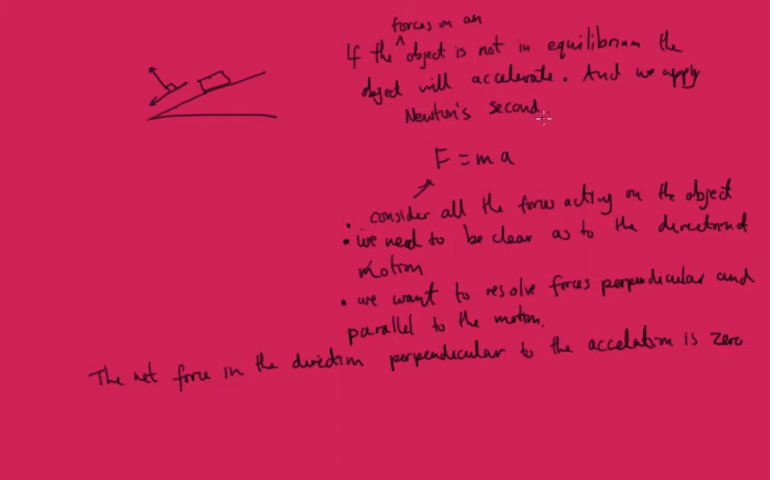 forces on an
If the ^ object is not in equilibrium the
object will accelerate. And we apply
Newton's second
F = ma
• consider all the forces acting on the object
• we need to be clear as to the direction of
motion
• we want to resolve forces perpendicular and
parallel to the motion.
The net force in the direction perpendicular to the accelation is zero.